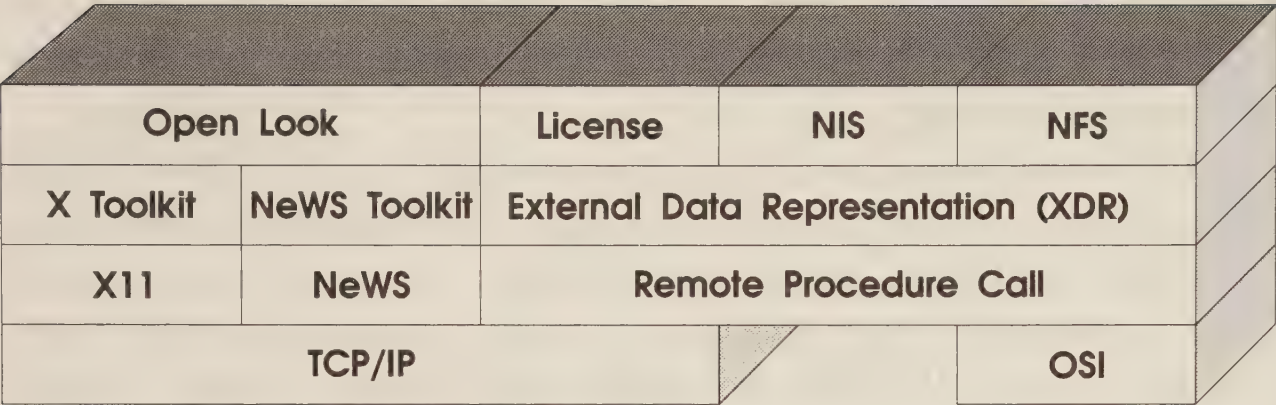 Open Look License NIS NFS
X Toolkit NeWS Toolkit External Data Representation (XDR)
X11 NeWS Remote Procedure Call
TCP/IP OSI